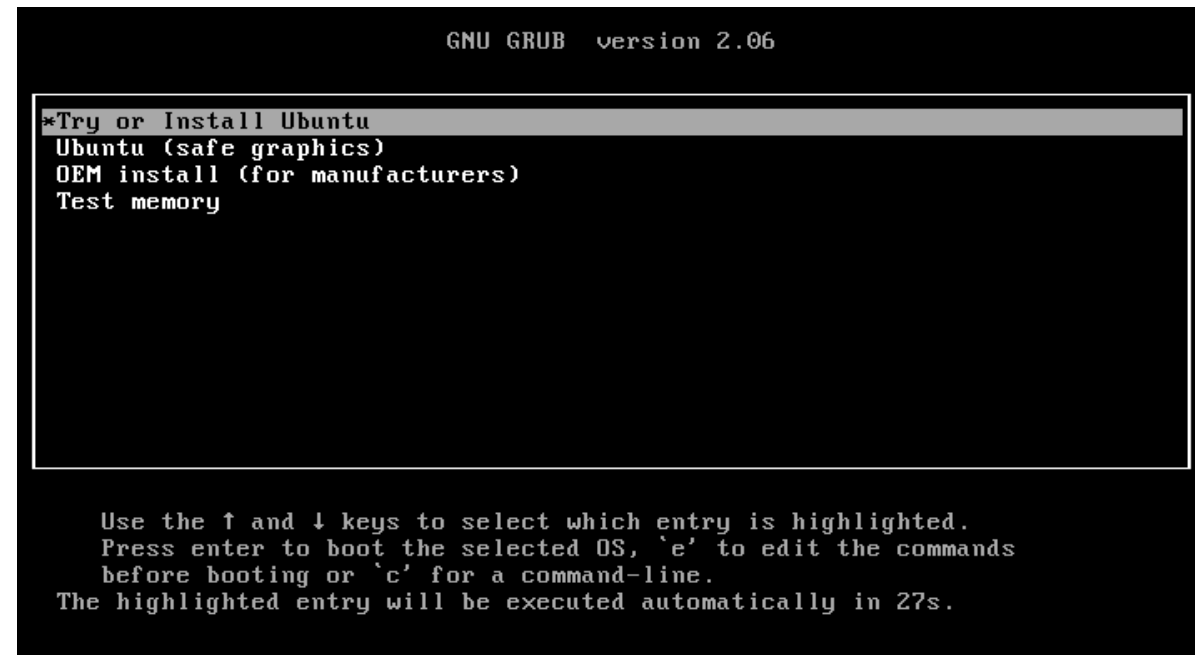 GNU GRUB  version 2.06
*Try or Install Ubuntu
Ubuntu (safe graphics)
OEM install (for manufacturers)
Test memory
Use the ↑ and ↓ keys to select which entry is highlighted.
Press enter to boot the selected OS, `e' to edit the commands
before booting or `c' for a command-line.
The highlighted entry will be executed automatically in 27s.